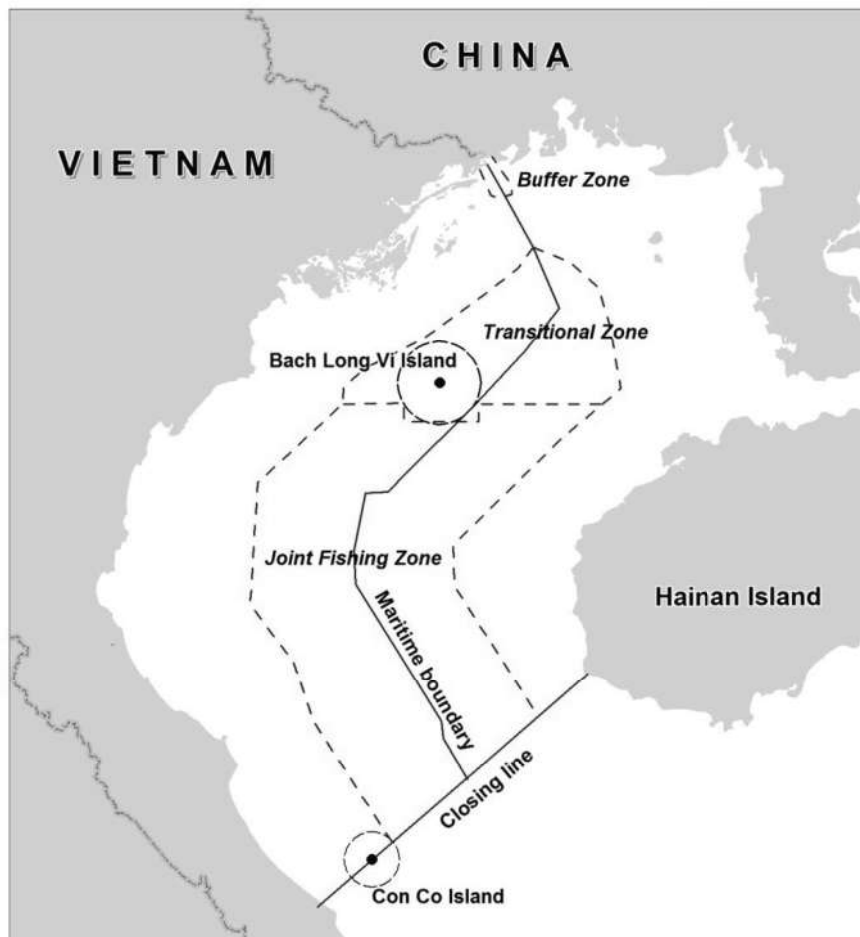 CHINA
VIETNAM
Buffer Zone
Transitional Zone
Bach Long Vi Island
Joint Fishing Zone
Hainan Island
Maritime boundary
Closing line
Con Co Island